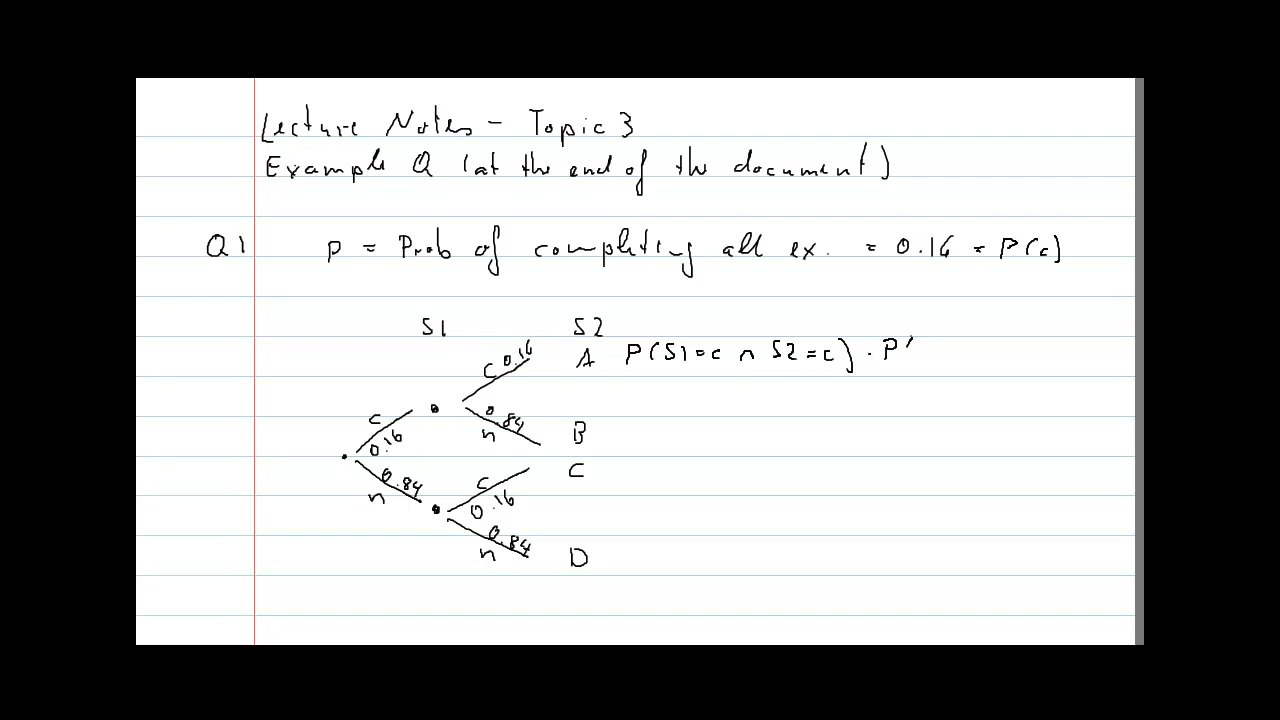 Lecture Notes - Topic 3
Example Q (at the end of the document)
Q1 p = Prob of completing all ex. = 0.16 = P(c)
S1 S2
c 0.16 A P(S1=c ∩ S2=c) . P'
c 0.16
0.84 n B
0.84 n
c 0.16 C
0.84 n D